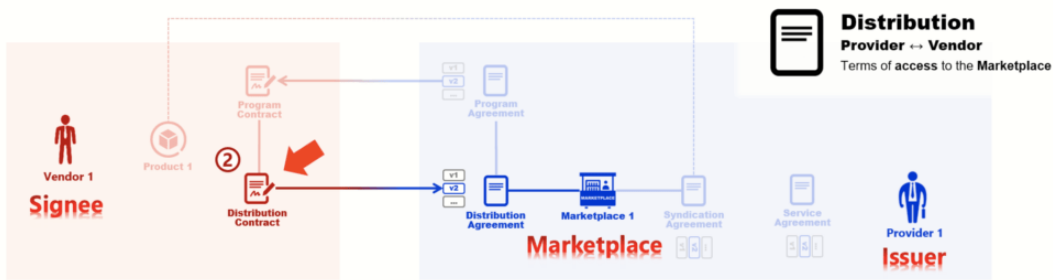 Distribution
Provider ↔ Vendor
Terms of access to the Marketplace
v1
v2
...
Program
Contract
Program
Agreement
Product 1
Vendor 1
Signee
②
Distribution
Contract
v1
v2
...
Distribution
Agreement
Marketplace 1
MARKETPLACE
Marketplace
Syndication
Agreement
Service
Agreement
Provider 1
Issuer